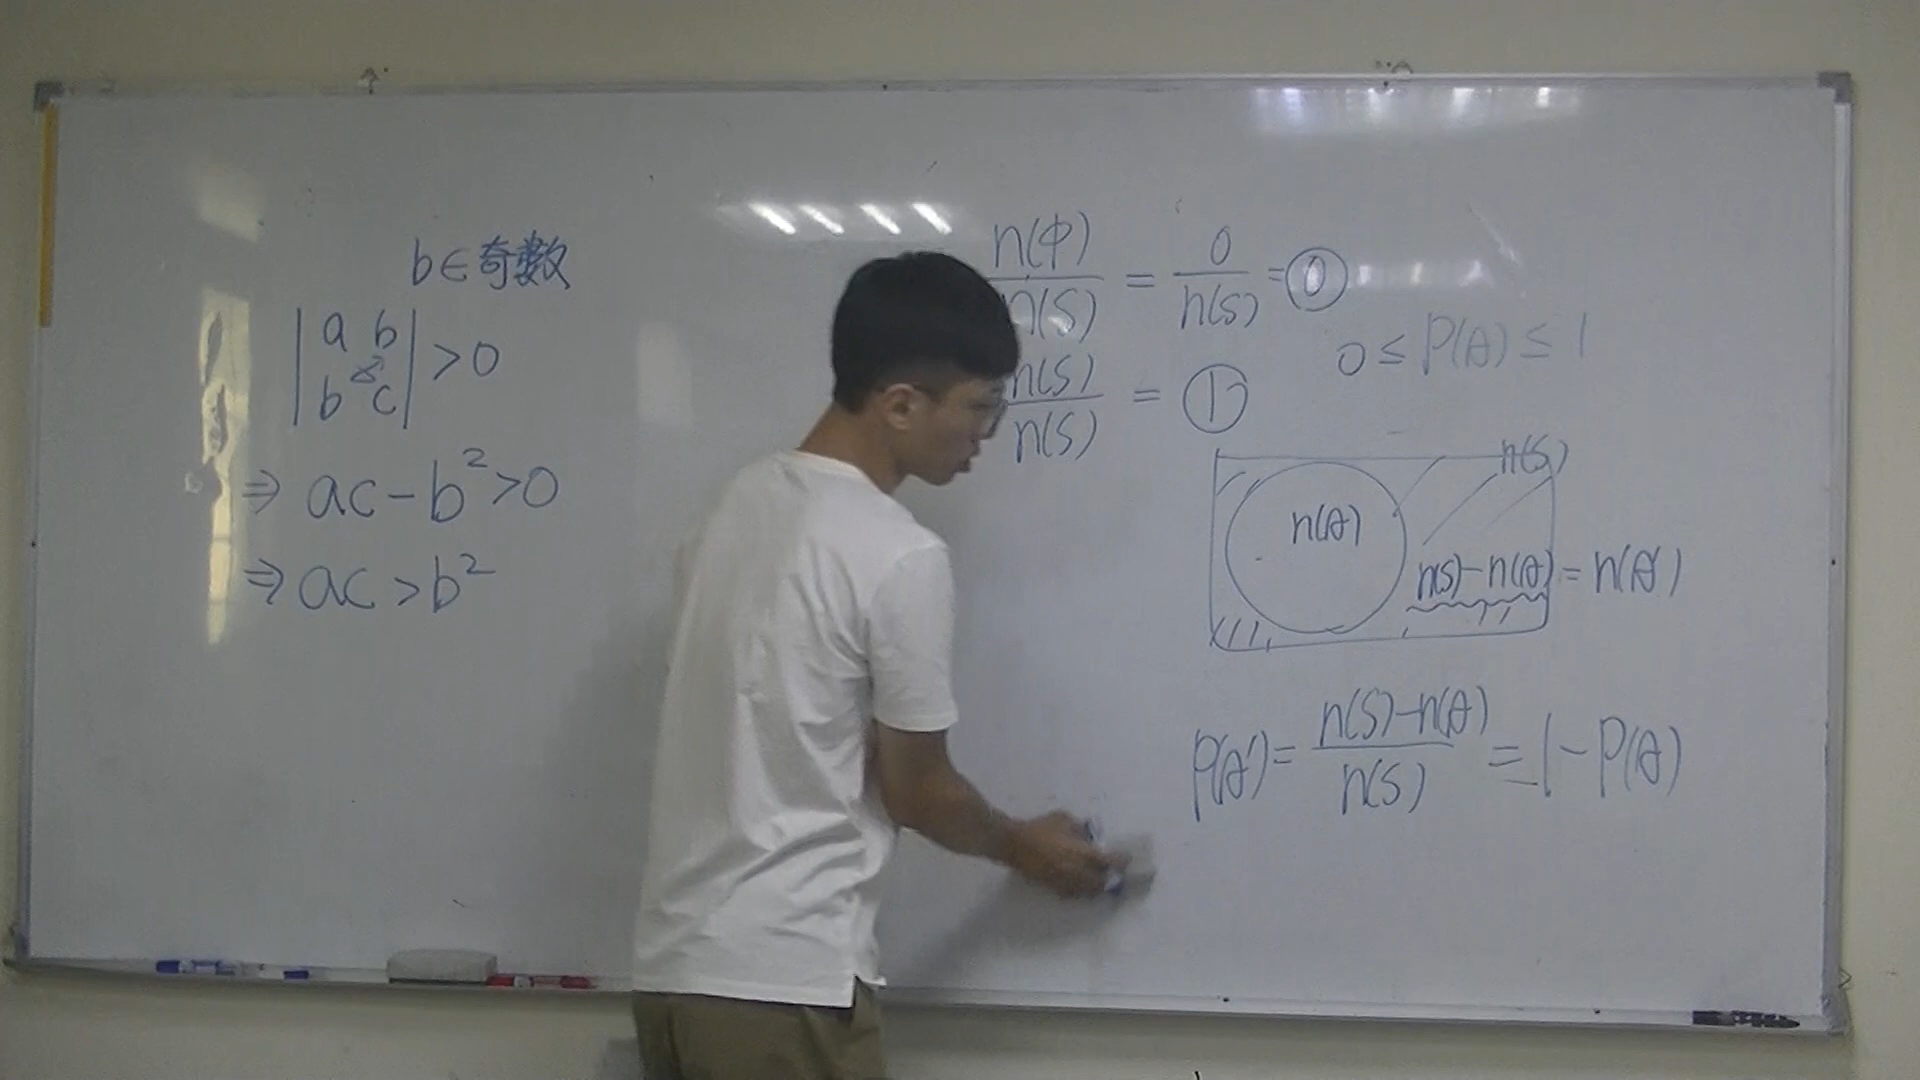 b∈奇數
|a b|
|b c| >0
⇒ ac-b²>0
⇒ ac>b²
n(φ)/n(S) = 0/n(S) = 0
n(S)/n(S) = 1
0≤P(A)≤1
n(S)
n(A)
n(S)-n(A) = n(A')
P(A') = n(S)-n(A)/n(S) = 1-P(A)